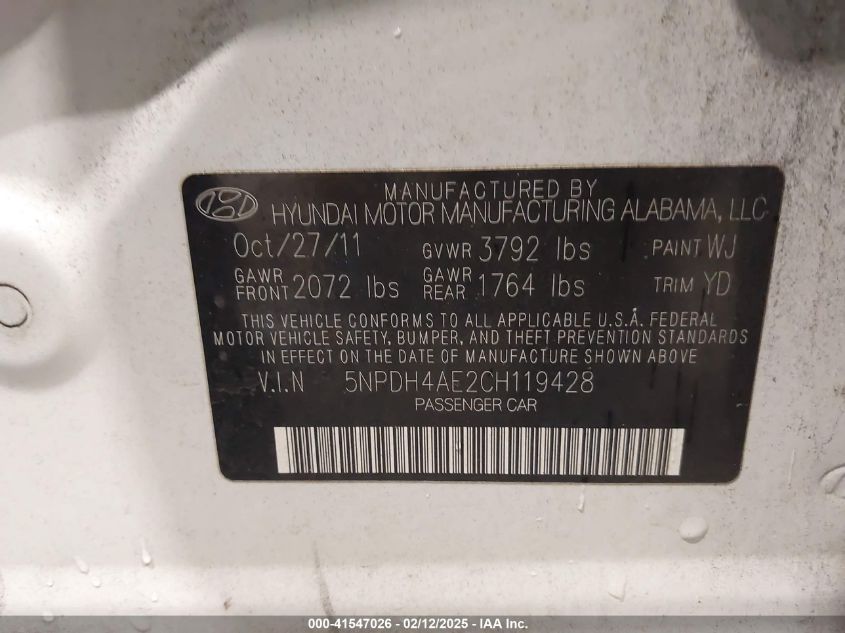 MANUFACTURED BY
HYUNDAI MOTOR MANUFACTURING ALABAMA, LLC
Oct/27/11 GVWR 3792 lbs PAINT WJ
GAWR FRONT 2072 lbs GAWR REAR 1764 lbs TRIM YD
THIS VEHICLE CONFORMS TO ALL APPLICABLE U.S.A. FEDERAL
MOTOR VEHICLE SAFETY, BUMPER, AND THEFT PREVENTION STANDARDS
IN EFFECT ON THE DATE OF MANUFACTURE SHOWN ABOVE.
V.I.N 5NPDH4AE2CH119428
PASSENGER CAR
000-41547026 - 02/12/2025 - IAA Inc.